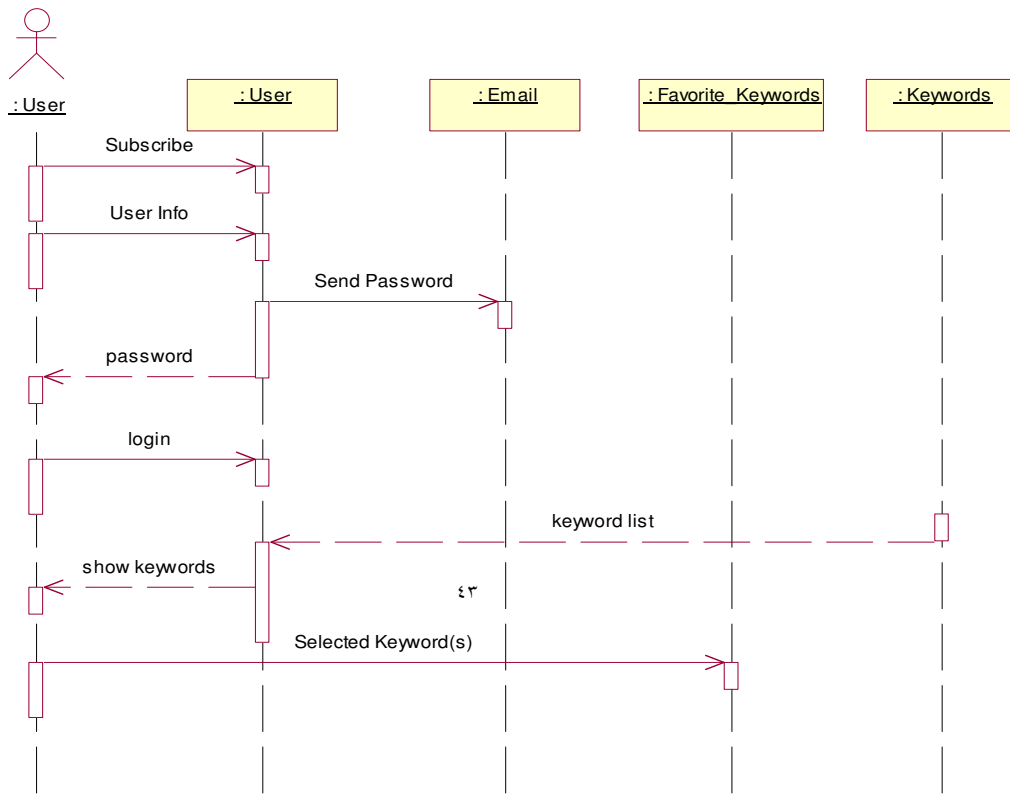 : User
: User
: Email
: Favorite_Keywords
: Keywords
Subscribe
User Info
Send Password
password
login
keyword list
show keywords
٤٣
Selected Keyword(s)